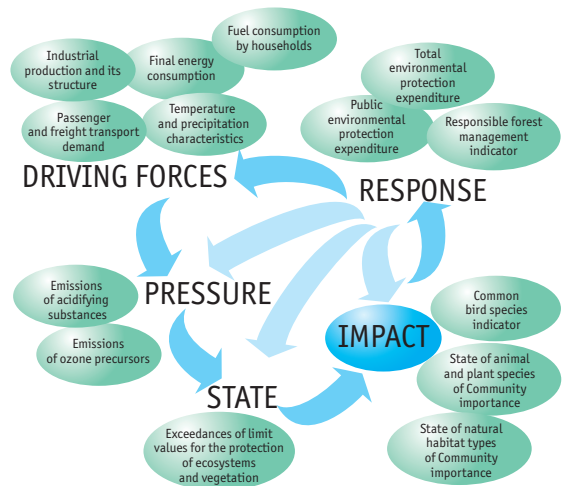 Fuel consumption
by households
Industrial
production and its
structure
Final energy
consumption
Passenger
and freight transport
demand
Temperature
and precipitation
characteristics
Total
environmental
protection
expenditure
Public
environmental
protection
expenditure
Responsible forest
management
indicator
DRIVING FORCES
RESPONSE
PRESSURE
Emissions
of acidifying
substances
Emissions
of ozone precursors
IMPACT
Common
bird species
indicator
State of animal
and plant species
of Community
importance
State of natural
habitat types
of Community
importance
STATE
Exceedances of limit
values for the protection
of ecosystems
and vegetation